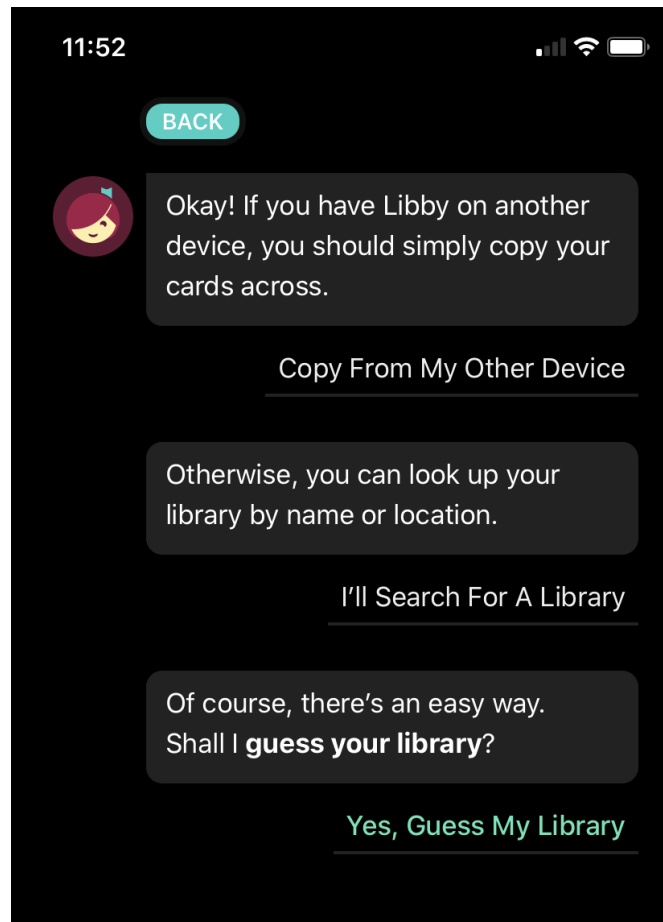 11:52
BACK
Okay! If you have Libby on another
device, you should simply copy your
cards across.
Copy From My Other Device
Otherwise, you can look up your
library by name or location.
I’ll Search For A Library
Of course, there’s an easy way.
Shall I guess your library?
Yes, Guess My Library